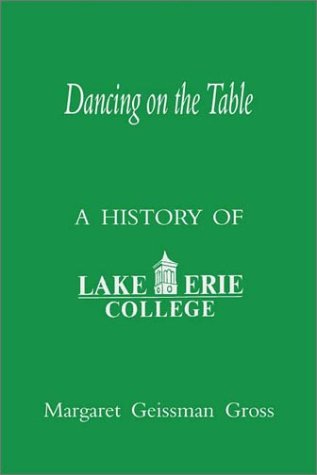 Dancing on the Table
A HISTORY OF
LAKE ERIE
COLLEGE
Margaret Geissman Gross